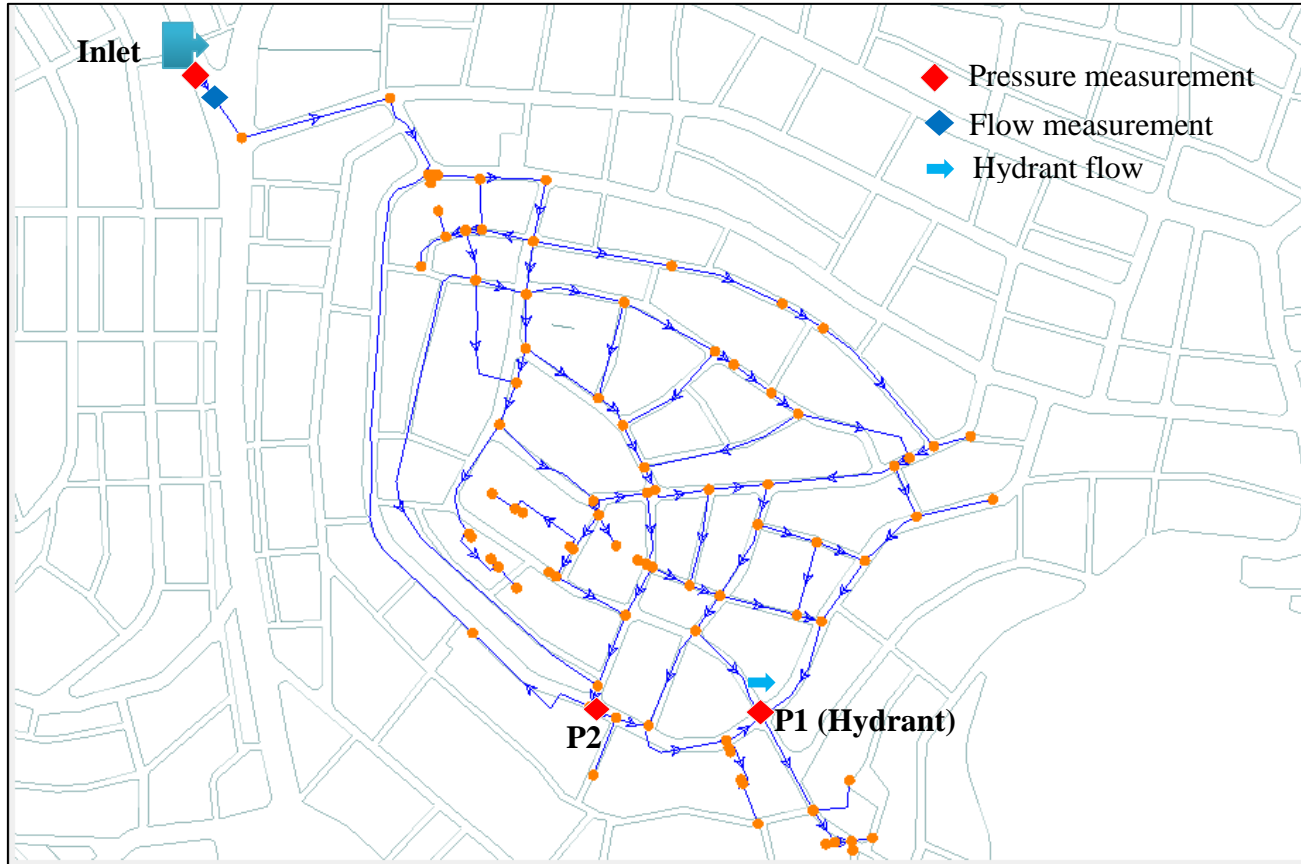 Inlet
Pressure measurement
Flow measurement
Hydrant flow
P1 (Hydrant)
P2